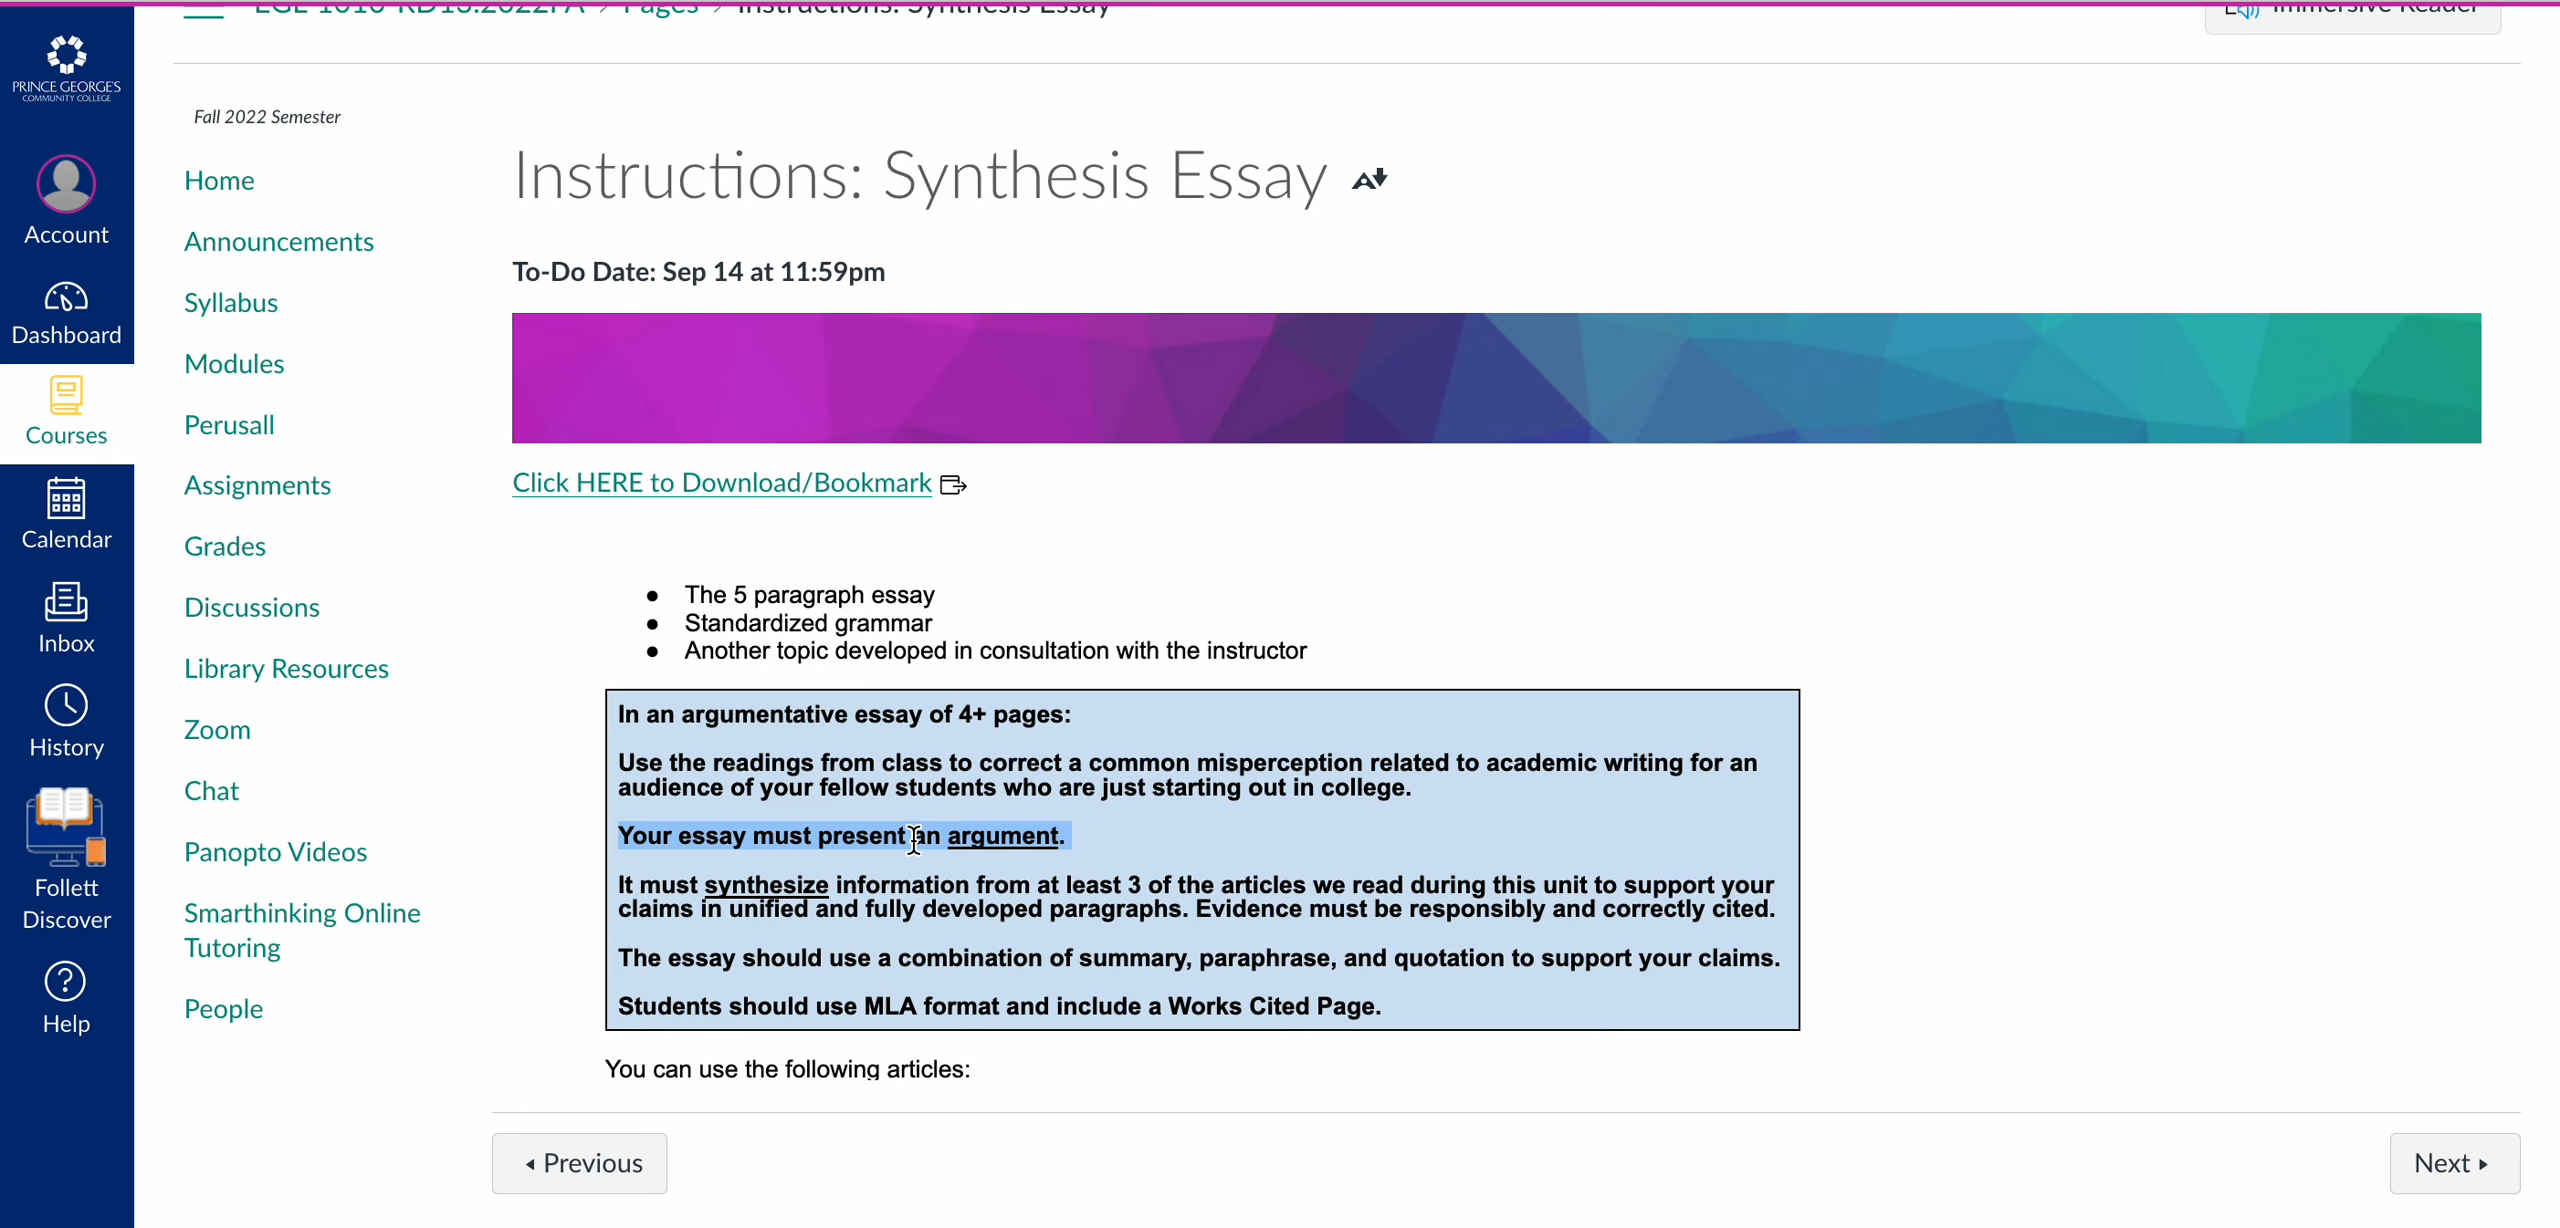 Pages > Instructions: Synthesis Essay
Immersive Reader
PRINCE GEORGE'S
COMMUNITY COLLEGE
Account
Dashboard
Courses
Calendar
Inbox
History
Follett
Discover
Help
Fall 2022 Semester
Home
Announcements
Syllabus
Modules
Perusall
Assignments
Grades
Discussions
Library Resources
Zoom
Chat
Panopto Videos
Smarthinking Online
Tutoring
People
Instructions: Synthesis Essay
To-Do Date: Sep 14 at 11:59pm
Click HERE to Download/Bookmark
● The 5 paragraph essay
● Standardized grammar
● Another topic developed in consultation with the instructor
In an argumentative essay of 4+ pages:
Use the readings from class to correct a common misperception related to academic writing for an
audience of your fellow students who are just starting out in college.
Your essay must present an argument.
It must synthesize information from at least 3 of the articles we read during this unit to support your
claims in unified and fully developed paragraphs. Evidence must be responsibly and correctly cited.
The essay should use a combination of summary, paraphrase, and quotation to support your claims.
Students should use MLA format and include a Works Cited Page.
You can use the following articles:
Previous
Next